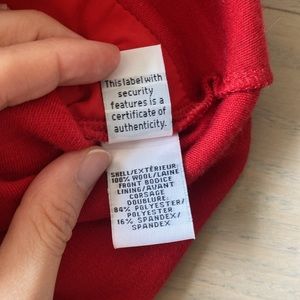 This label with
security
features is a
certificate of
authenticity.
SHELL/EXTÉRIEUR:
100% WOOL/LAINE
FRONT BODICE
LINING/AVANT
CORSAGE
DOUBLURE:
84% POLYESTER/
POLYESTER
16% SPANDEX/
SPANDEX